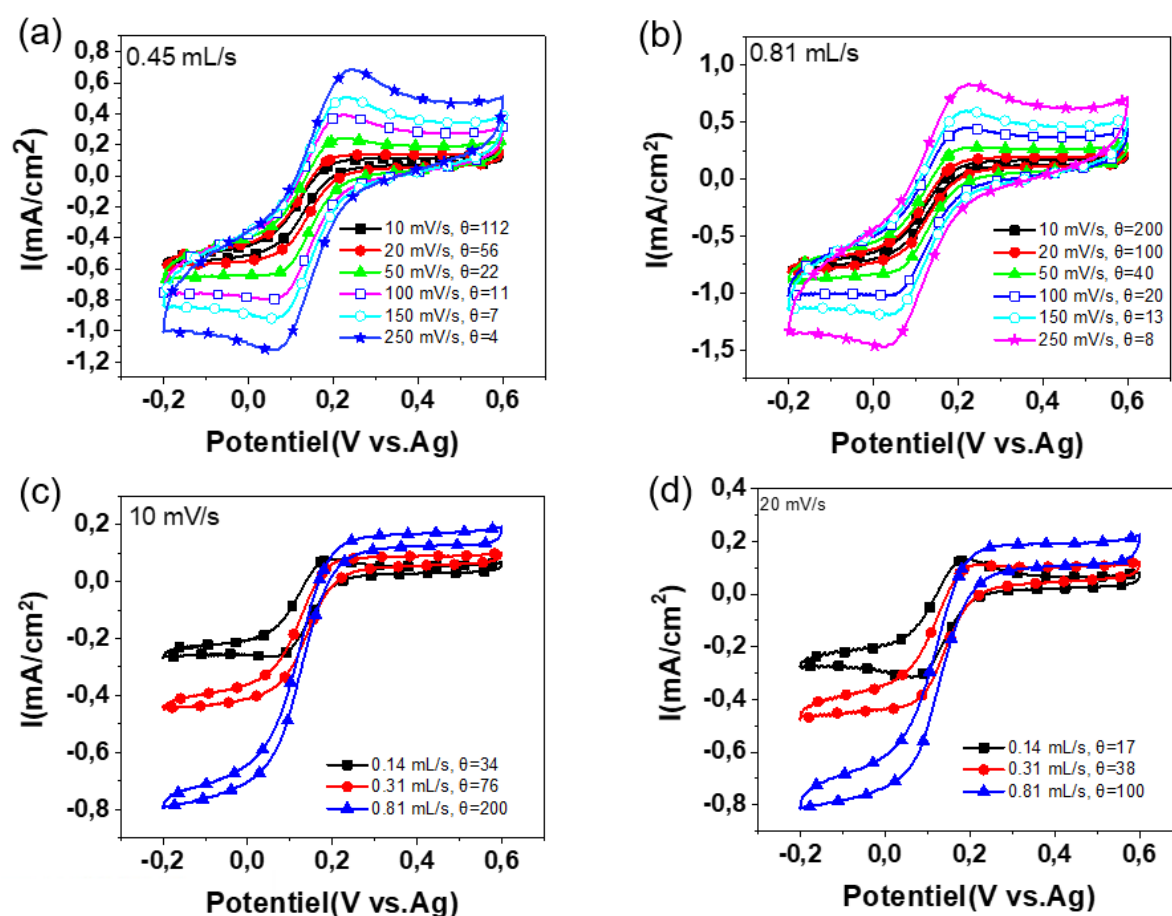 (a)
0.45 mL/s
I(mA/cm2)
0,8
0,6
0,4
0,2
0,0
-0,2
-0,4
-0,6
-0,8
-1,0
-1,2
10 mV/s, θ=112
20 mV/s, θ=56
50 mV/s, θ=22
100 mV/s, θ=11
150 mV/s, θ=7
250 mV/s, θ=4
-0,2 0,0 0,2 0,4 0,6
Potentiel(V vs.Ag)
(b)
0.81 mL/s
I(mA/cm²)
1,0
0,5
0,0
-0,5
-1,0
-1,5
10 mV/s, θ=200
20 mV/s, θ=100
50 mV/s, θ=40
100 mV/s, θ=20
150 mV/s, θ=13
250 mV/s, θ=8
-0,2 0,0 0,2 0,4 0,6
Potentiel(V vs.Ag)
(c)
10 mV/s
I(mA/cm²)
0,2
0,0
-0,2
-0,4
-0,6
-0,8
0.14 mL/s, θ=34
0.31 mL/s, θ=76
0.81 mL/s, θ=200
-0,2 0,0 0,2 0,4 0,6
Potentiel(V vs.Ag)
(d)
20 mV/s
I(mA/cm²)
0,4
0,2
0,0
-0,2
-0,4
-0,6
-0,8
0.14 mL/s, θ=17
0.31 mL/s, θ=38
0.81 mL/s, θ=100
-0,2 0,0 0,2 0,4 0,6
Potentiel(V vs.Ag)